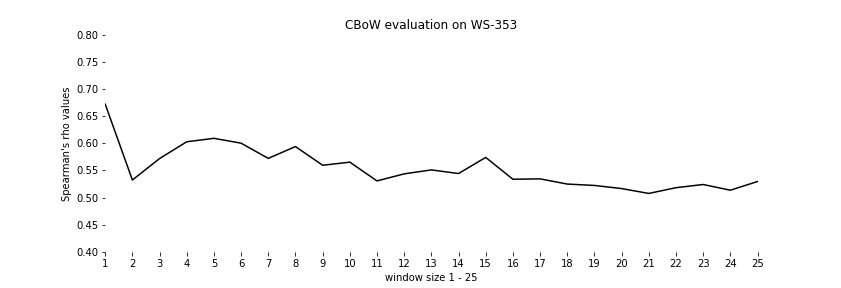 CBoW evaluation on WS-353
0.80
0.75
0.70
0.65
0.60
0.55
0.50
0.45
0.40
Spearman's rho values
1 2 3 4 5 6 7 8 9 10 11 12 13 14 15 16 17 18 19 20 21 22 23 24 25
window size 1 - 25